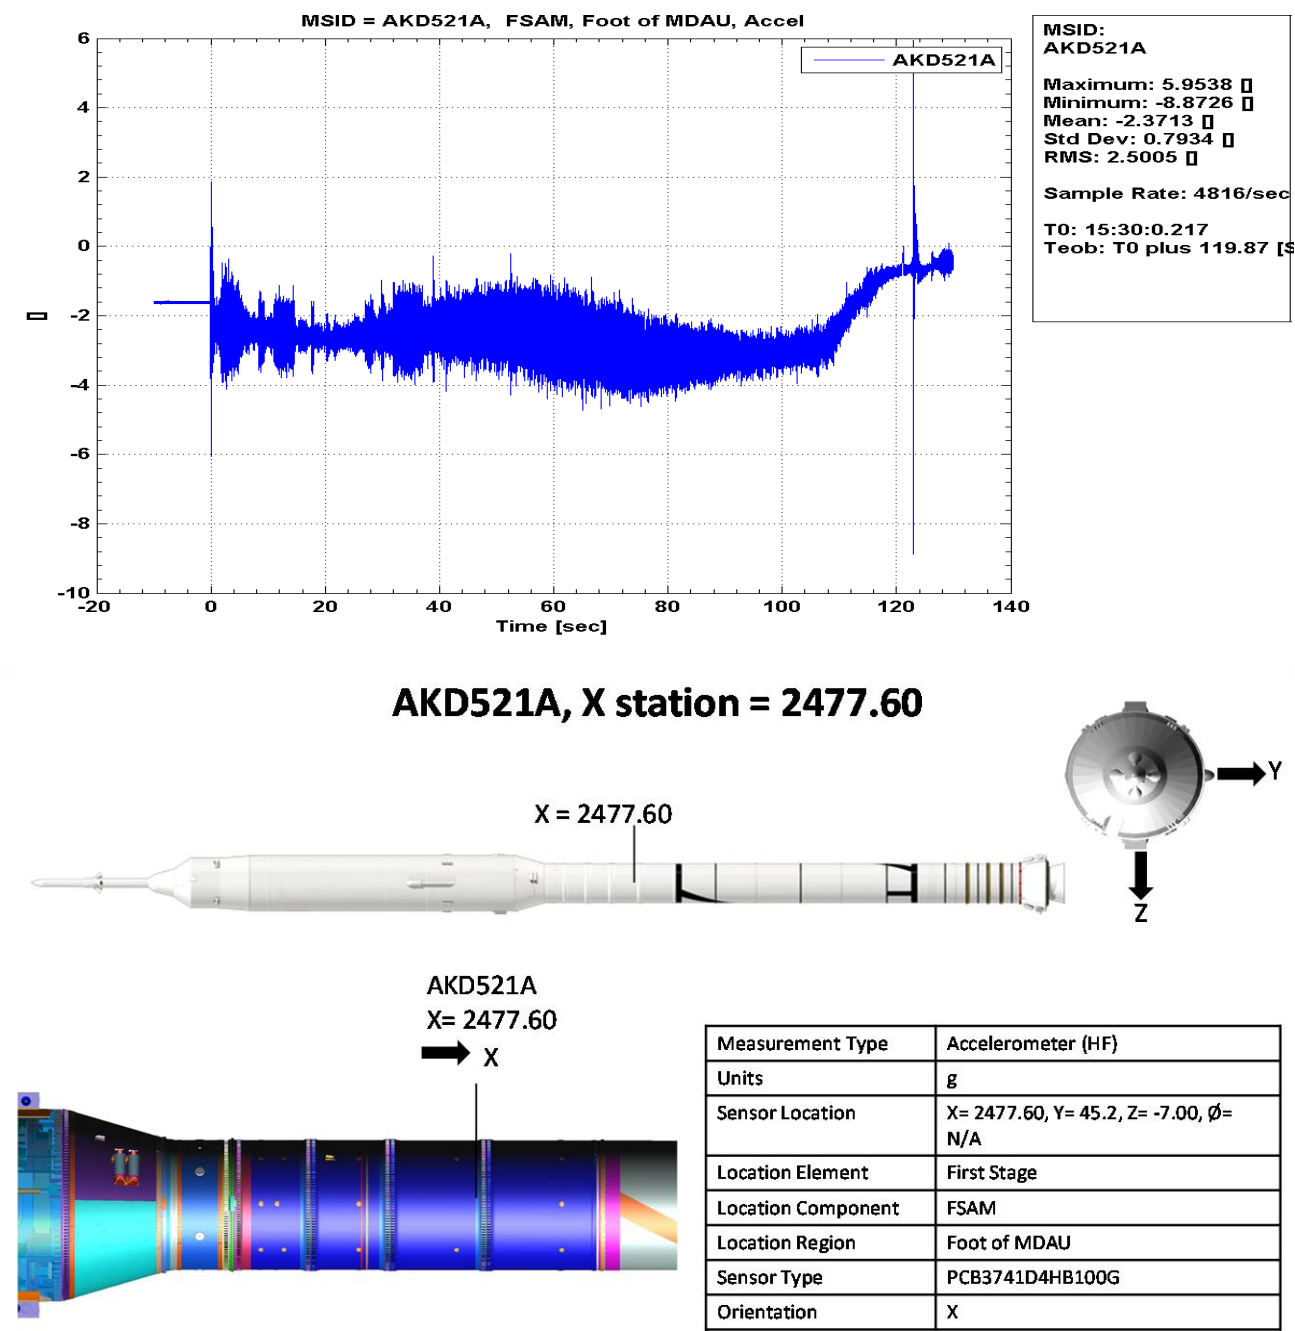 MSID = AKD521A,  FSAM, Foot of MDAU, Accel
6
4
2
0
-2
-4
-6
-8
-10
-20
0
20
40
60
80
100
120
140
Time [sec]
AKD521A
MSID:
AKD521A
Maximum: 5.9538 []
Minimum: -8.8726 []
Mean: -2.3713 []
Std Dev: 0.7934 []
RMS: 2.5005 []
Sample Rate: 4816/sec
T0: 15:30:0.217
Teob: T0 plus 119.87 [S
AKD521A, X station = 2477.60
X = 2477.60
Y
Z
AKD521A
X= 2477.60
X
Measurement Type Accelerometer (HF)
Units g
Sensor Location X= 2477.60, Y= 45.2, Z= -7.00, Ø=
N/A
Location Element First Stage
Location Component FSAM
Location Region Foot of MDAU
Sensor Type PCB3741D4HB100G
Orientation X